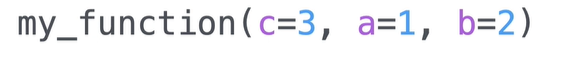 my_function(c=3, a=1, b=2)